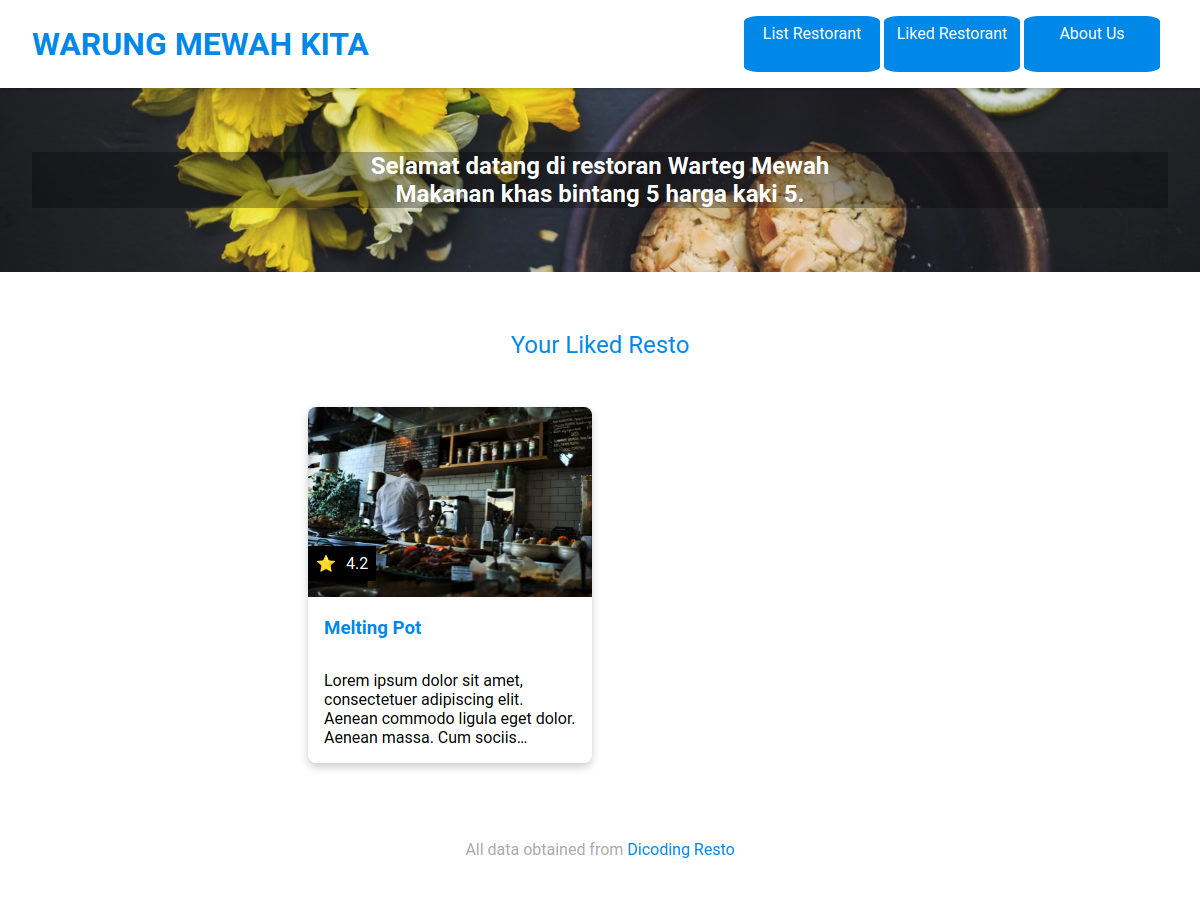 WARUNG MEWAH KITA
List Restorant
Liked Restorant
About Us
Selamat datang di restoran Warteg Mewah
Makanan khas bintang 5 harga kaki 5.
Your Liked Resto
4.2
Melting Pot
Lorem ipsum dolor sit amet,
consectetuer adipiscing elit.
Aenean commodo ligula eget dolor.
Aenean massa. Cum sociis…
All data obtained from Dicoding Resto